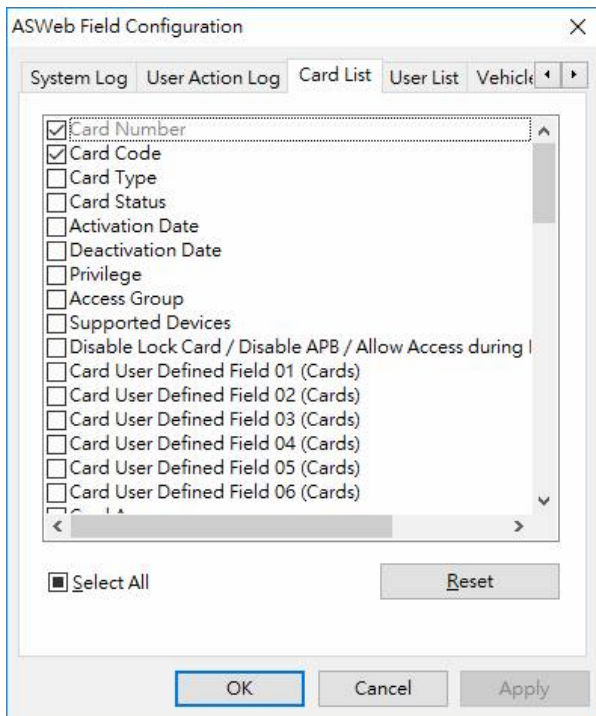 ASWeb Field Configuration
System Log User Action Log Card List User List Vehicle
Card Number
Card Code
Card Type
Card Status
Activation Date
Deactivation Date
Privilege
Access Group
Supported Devices
Disable Lock Card / Disable APB / Allow Access during
Card User Defined Field 01 (Cards)
Card User Defined Field 02 (Cards)
Card User Defined Field 03 (Cards)
Card User Defined Field 04 (Cards)
Card User Defined Field 05 (Cards)
Card User Defined Field 06 (Cards)
Select All Reset
OK Cancel Apply